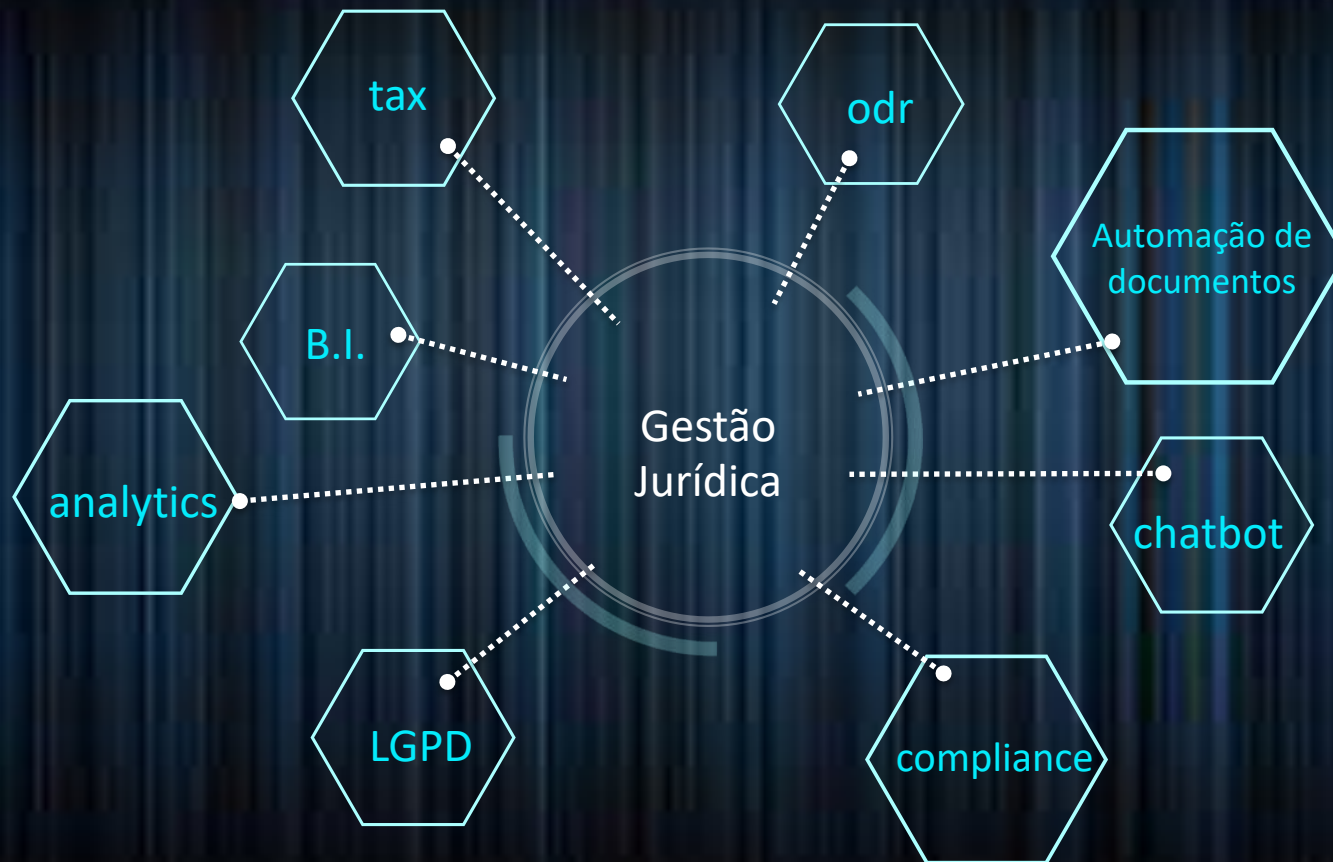 tax
odr
Automação de
documentos
B.I.
Gestão
Jurídica
analytics
chatbot
LGPD
compliance